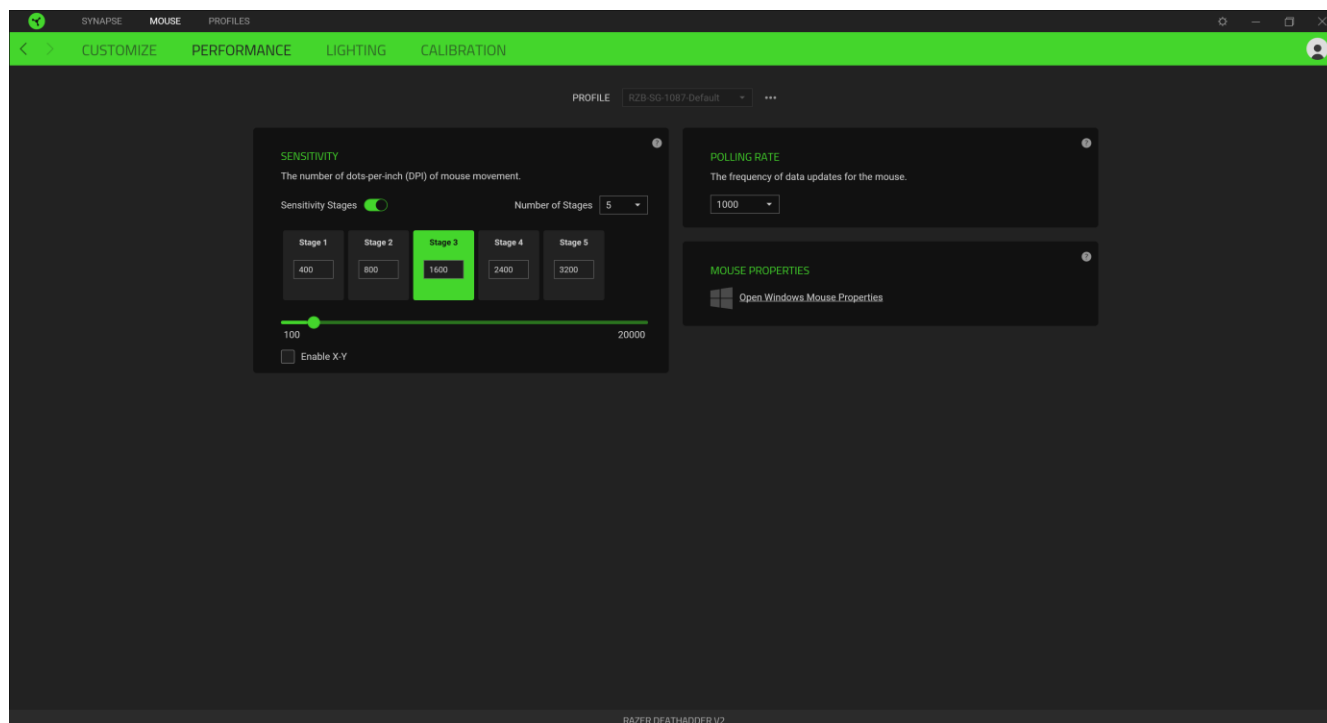 SYNAPSE MOUSE PROFILES
CUSTOMIZE PERFORMANCE LIGHTING CALIBRATION
PROFILE RZB-SG-1087-Default
SENSITIVITY
The number of dots-per-inch (DPI) of mouse movement.
Sensitivity Stages Number of Stages 5
Stage 1 Stage 2 Stage 3 Stage 4 Stage 5
400 800 1600 2400 3200
100 20000
Enable X-Y
POLLING RATE
The frequency of data updates for the mouse.
1000
MOUSE PROPERTIES
Open Windows Mouse Properties
RAZER DEATHADDER V2